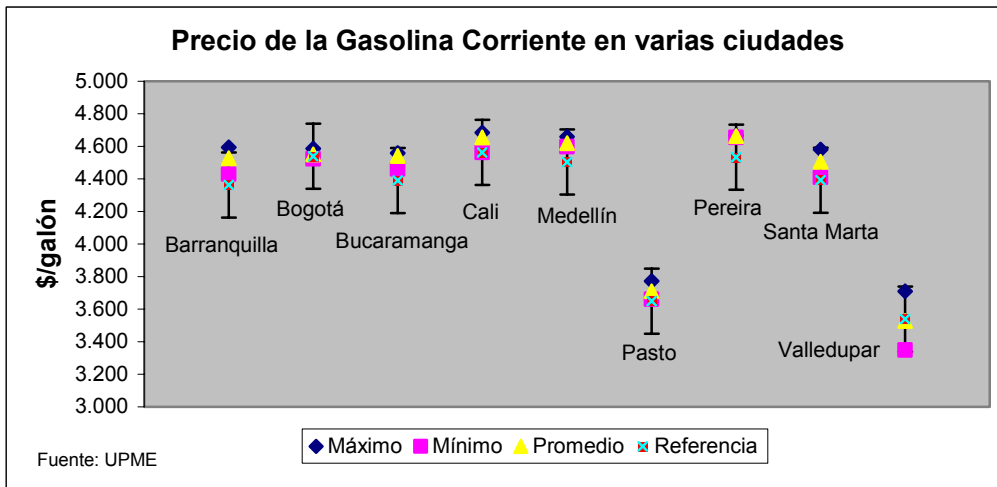 Precio de la Gasolina Corriente en varias ciudades
$/galón
5.000
4.800
4.600
4.400
4.200
4.000
3.800
3.600
3.400
3.200
3.000
Barranquilla
Bogotá
Bucaramanga
Cali
Medellín
Pasto
Pereira
Santa Marta
Valledupar
Máximo Mínimo Promedio Referencia
Fuente: UPME